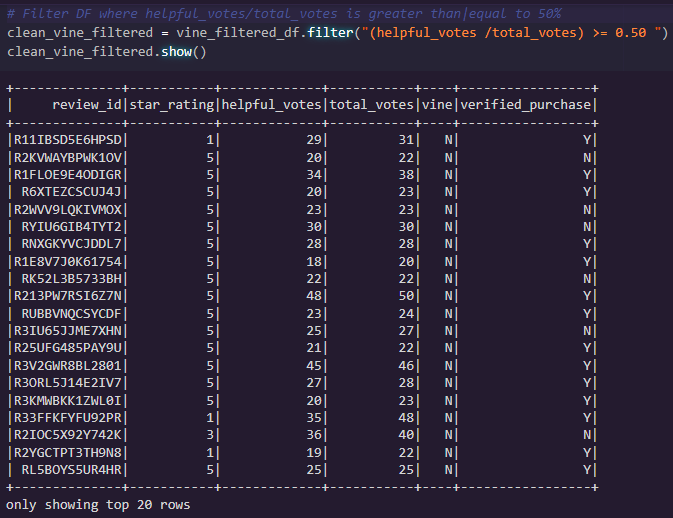 # Filter DF where helpful_votes/total_votes is greater than|equal to 50%
clean_vine_filtered = vine_filtered_df.filter("(helpful_votes /total_votes) >= 0.50 ")
clean_vine_filtered.show()
+--------------+-----------+-------------+-----------+----+-----------------+
|     review_id|star_rating|helpful_votes|total_votes|vine|verified_purchase|
+--------------+-----------+-------------+-----------+----+-----------------+
|R11IBSD5E6HPSD|          1|           29|         31|   N|                Y|
|R2KVWAYBPWK1OV|          5|           20|         22|   N|                N|
|R1FLOE9E4ODIGR|          5|           34|         38|   N|                Y|
| R6XTEZCSCUJ4J|          5|           20|         23|   N|                Y|
|R2WVV9LQKIVMOX|          5|           23|         23|   N|                N|
| RYIU6GIB4TYT2|          5|           30|         30|   N|                N|
| RNXGKYVCJDDL7|          5|           28|         28|   N|                Y|
|R1E8V7J0K61754|          5|           18|         20|   N|                Y|
| RK52L3B5733BH|          5|           22|         22|   N|                N|
|R213PW7RSI6Z7N|          5|           48|         50|   N|                Y|
| RUBBVNQCSYCDF|          5|           23|         24|   N|                Y|
|R3IU65JJME7XHN|          5|           25|         27|   N|                N|
|R25UFG485PAY9U|          5|           21|         22|   N|                Y|
|R3V2GWR8BL2801|          5|           45|         46|   N|                Y|
|R3ORL5J14E2IV7|          5|           27|         28|   N|                Y|
|R3KMWBKK1ZWL0I|          5|           20|         23|   N|                Y|
|R33FFKFYFU92PR|          1|           35|         48|   N|                Y|
|R2IOC5X92Y742K|          3|           36|         40|   N|                N|
|R2YGCTPT3TH9N8|          1|           19|         22|   N|                Y|
| RL5BOYS5UR4HR|          5|           25|         25|   N|                Y|
+--------------+-----------+-------------+-----------+----+-----------------+
only showing top 20 rows